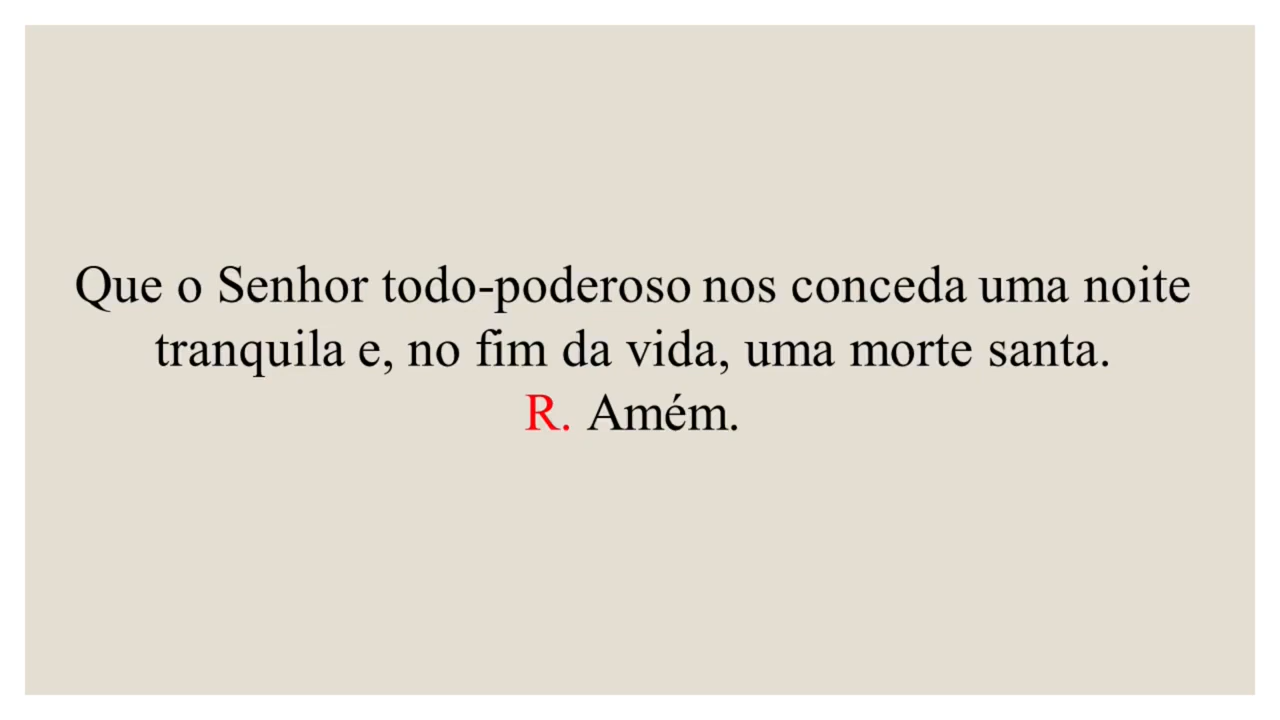 Que o Senhor todo-poderoso nos conceda uma noite
tranquila e, no fim da vida, uma morte santa.
R. Amém.